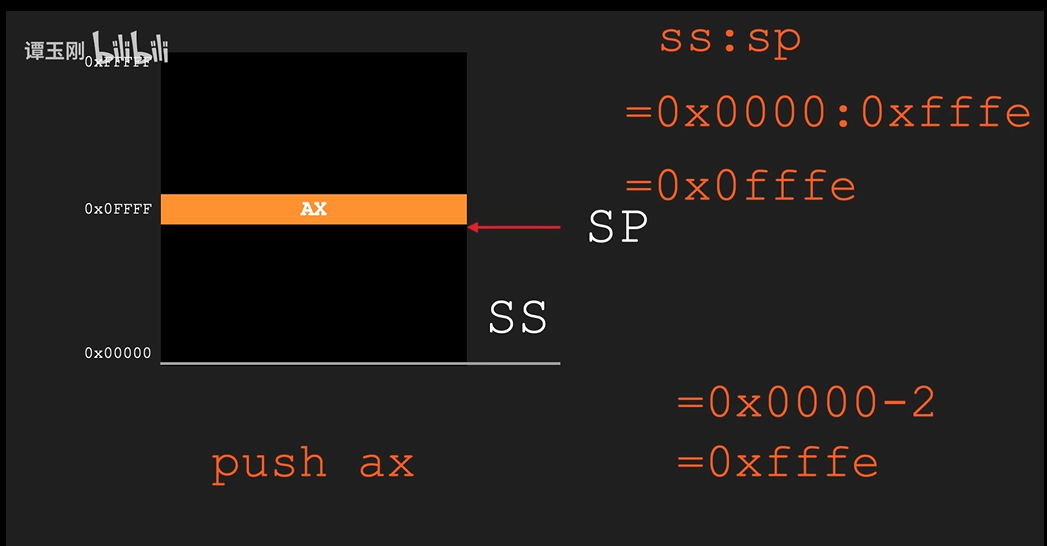 谭玉刚 bilibili
0xFFFFF
ss:sp
=0x0000:0xfffe
=0x0fffe
0x0FFFF
AX
SP
SS
0x00000
=0x0000-2
push ax
=0xfffe